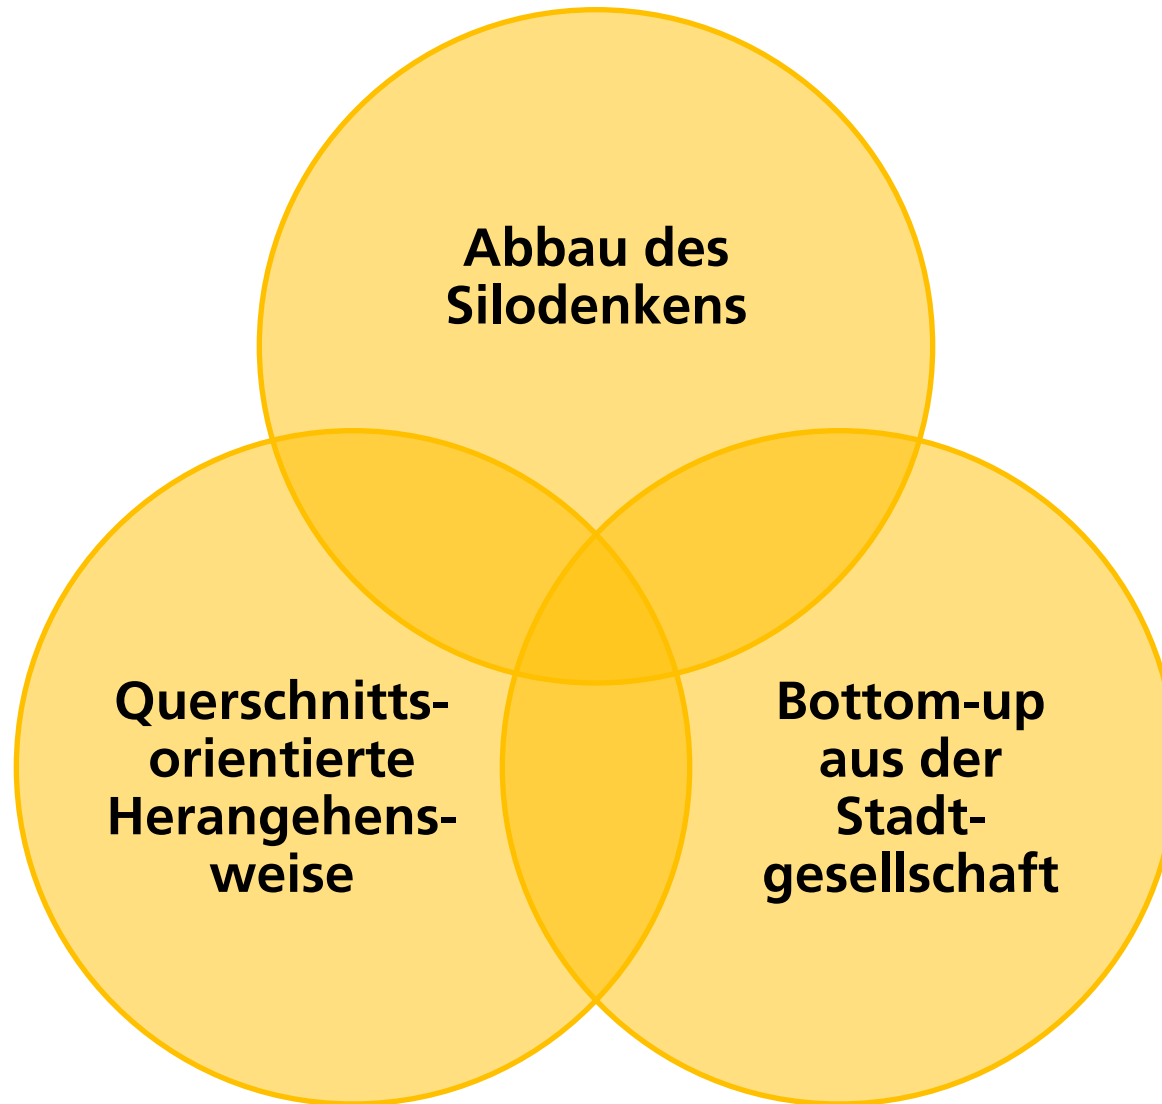 Abbau des
Silodenkens
Querschnitts-
orientierte
Herangehens-
weise
Bottom-up
aus der
Stadt-
gesellschaft